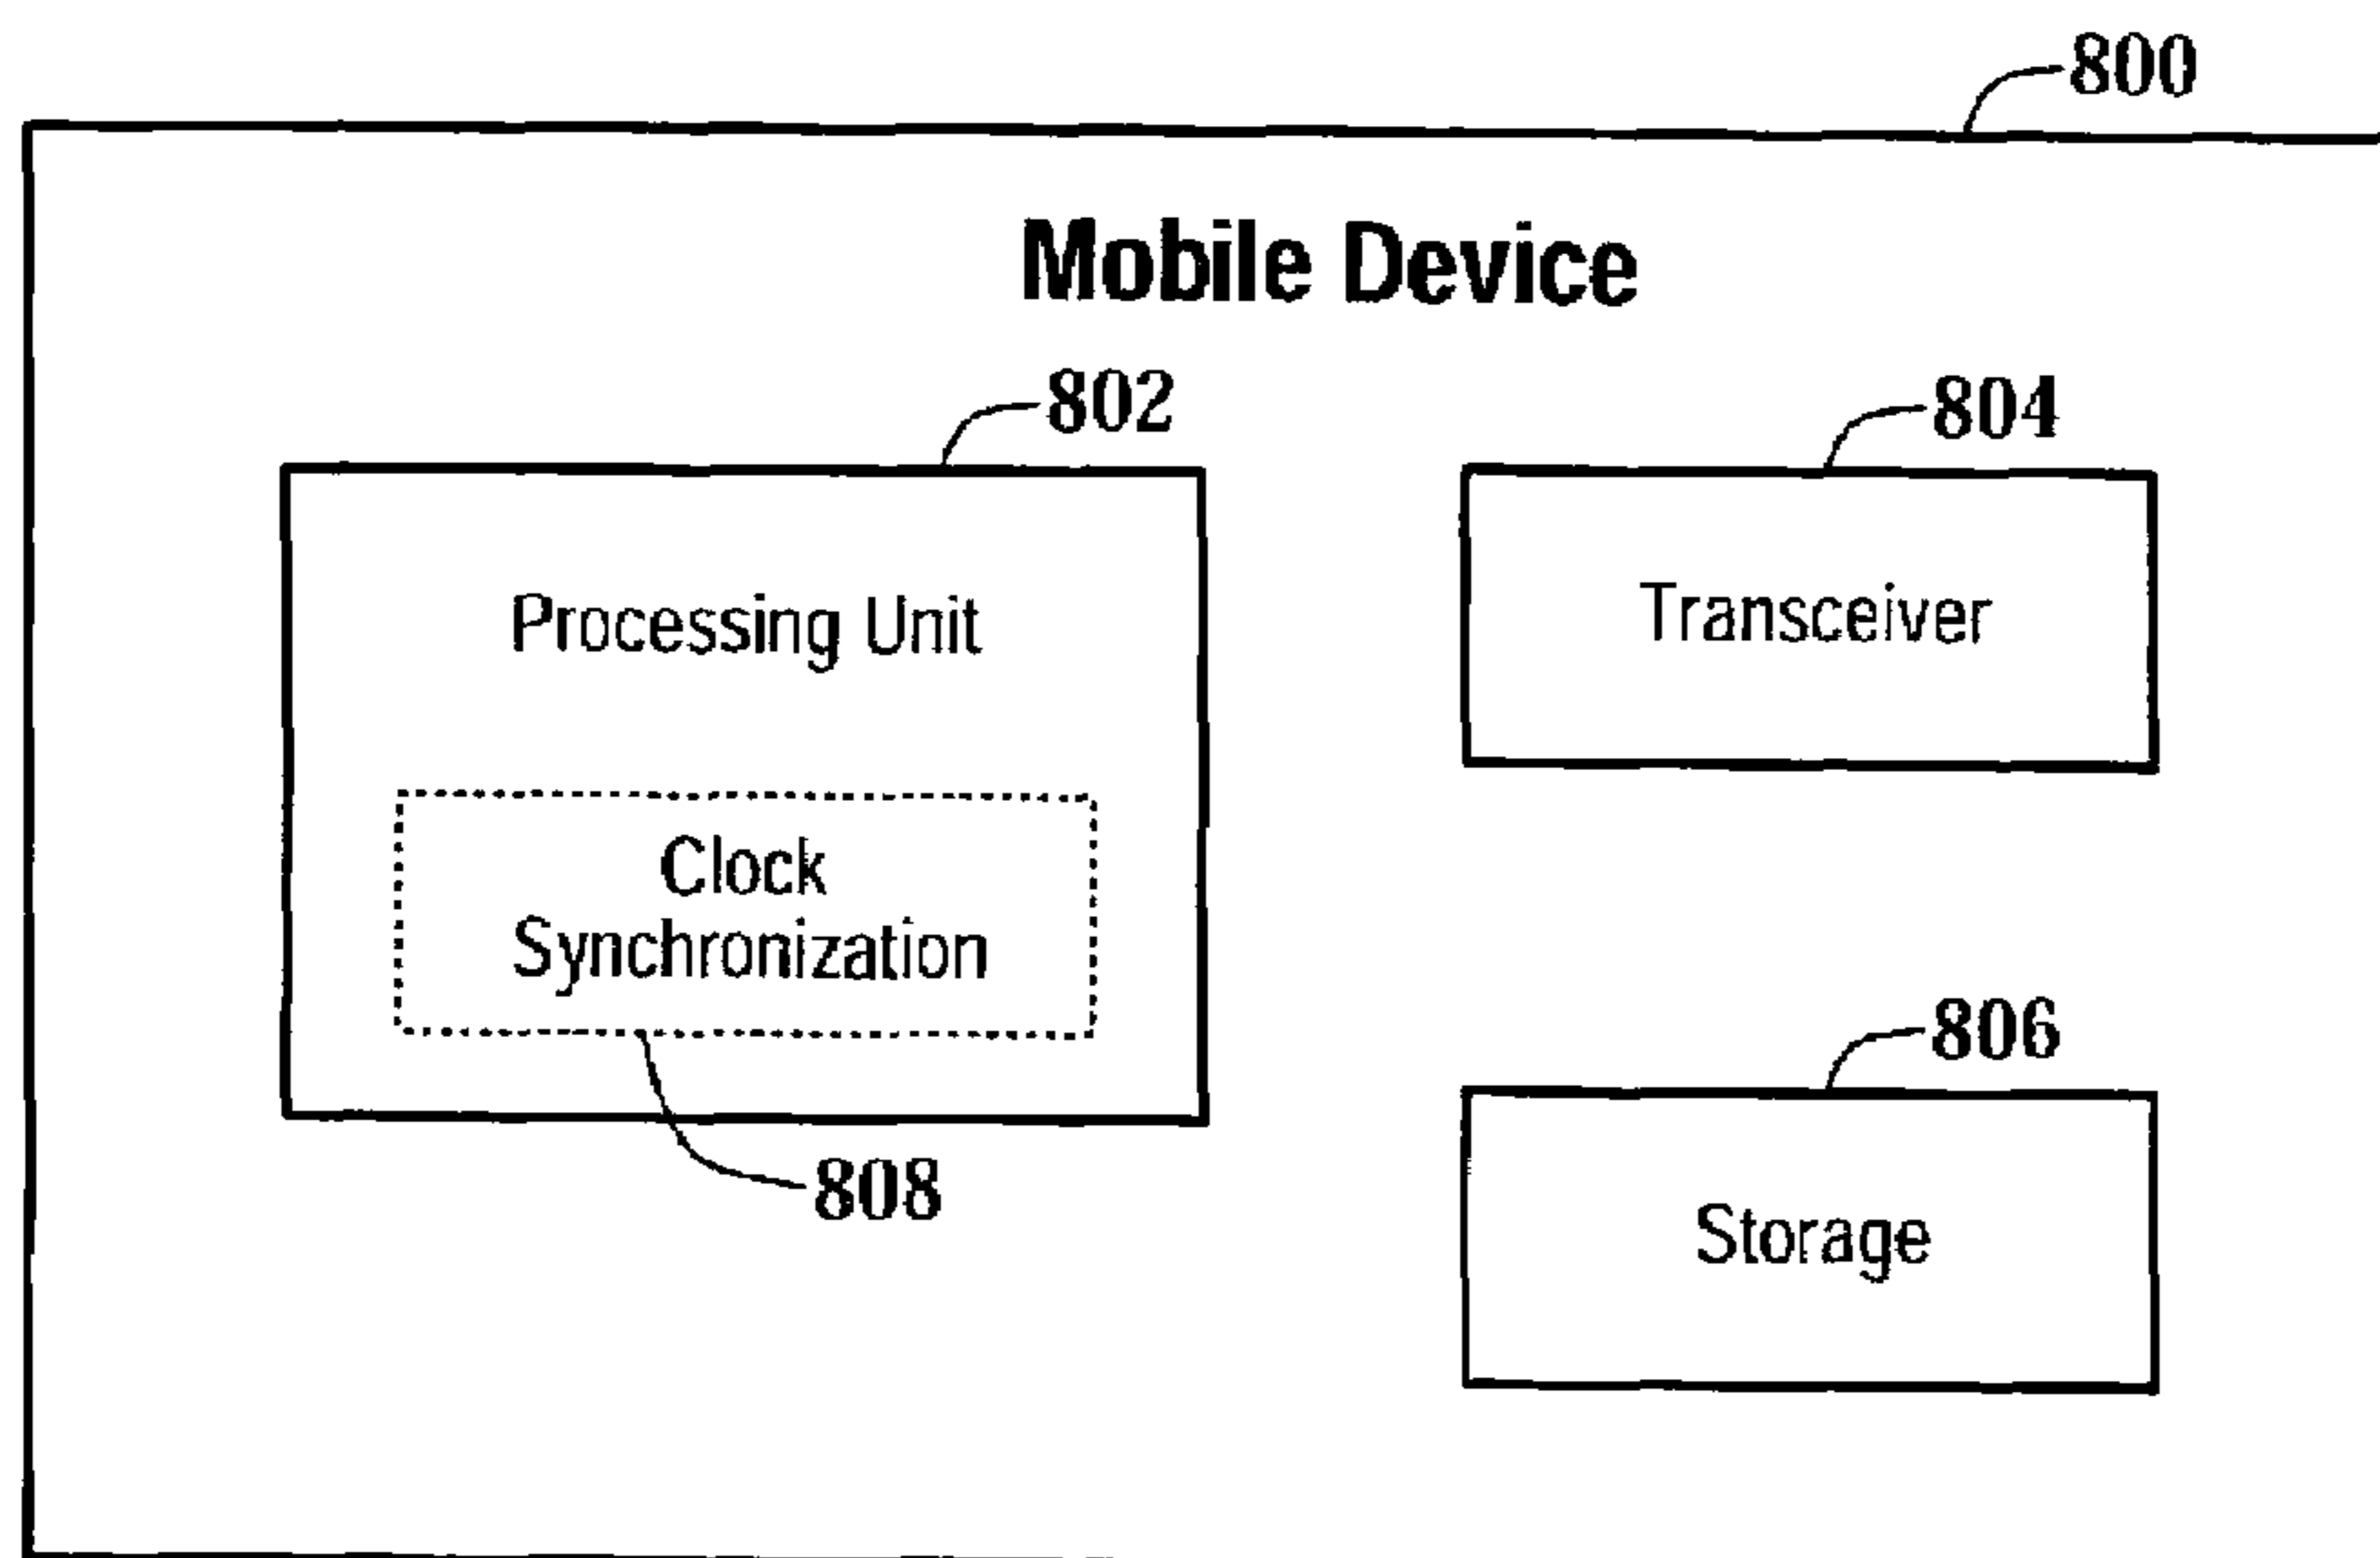 800
Mobile Device
802
804
Processing Unit
Transceiver
Clock
Synchronization
806
808
Storage